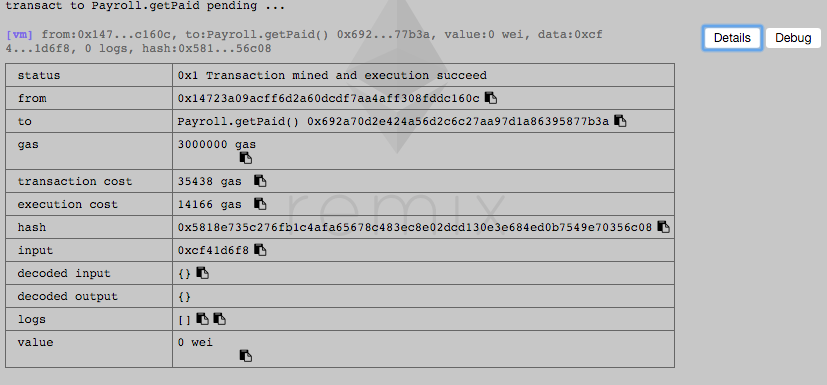 transact to Payroll.getPaid pending ...
[vm] from:0x147...c160c, to:Payroll.getPaid() 0x692...77b3a, value:0 wei, data:0xcf
4...1d6f8, 0 logs, hash:0x581...56c08
Details Debug
status 0x1 Transaction mined and execution succeed
from 0x14723a09acff6d2a60dcdf7aa4aff308fddc160c
to Payroll.getPaid() 0x692a70d2e424a56d2c6c27aa97d1a86395877b3a
gas 3000000 gas
transaction cost 35438 gas
execution cost 14166 gas
remix
hash 0x5818e735c276fb1c4afa65678c483ec8e02dcd130e3e684ed0b7549e70356c08
input 0xcf41d6f8
decoded input {}
decoded output {}
logs []
value 0 wei